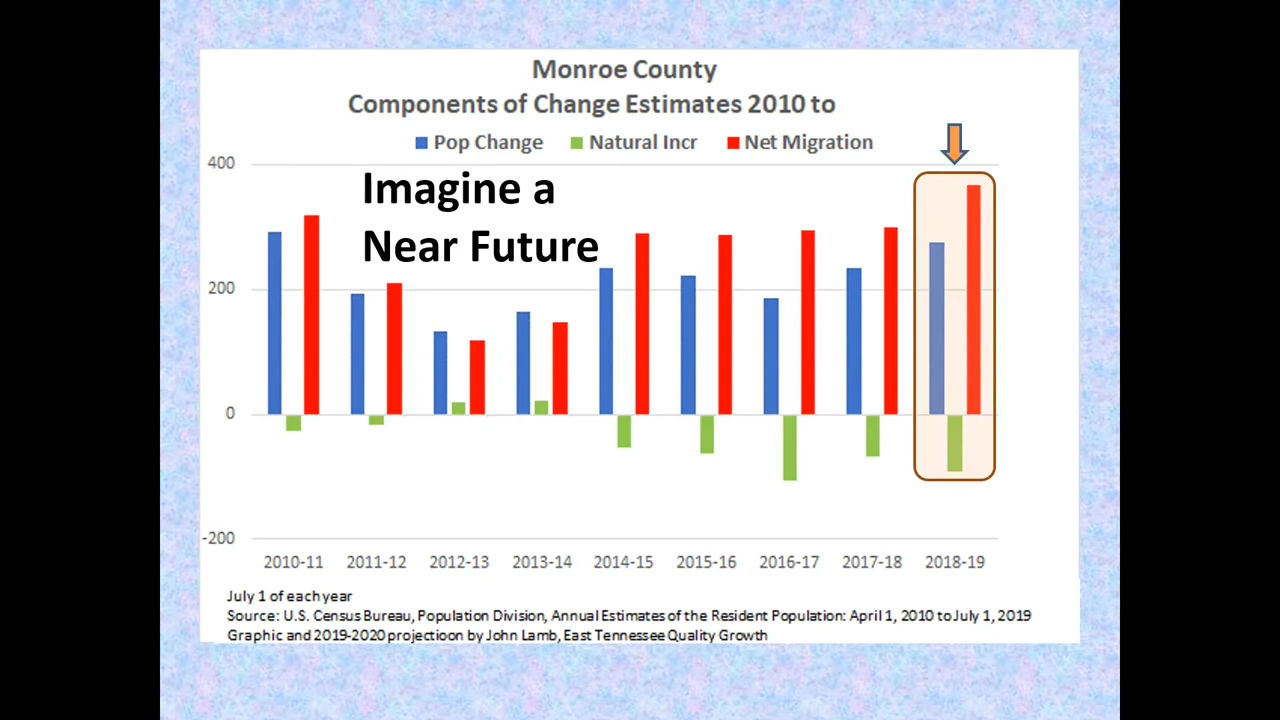 Monroe County
Components of Change Estimates 2010 to
Pop Change Natural Incr Net Migration
400
Imagine a
Near Future
200
0
-200
2010-11 2011-12 2012-13 2013-14 2014-15 2015-16 2016-17 2017-18 2018-19
July 1 of each year
Source: U.S. Census Bureau, Population Division, Annual Estimates of the Resident Population: April 1, 2010 to July 1, 2019
Graphic and 2019-2020 projectioon by John Lamb, East Tennessee Quality Growth